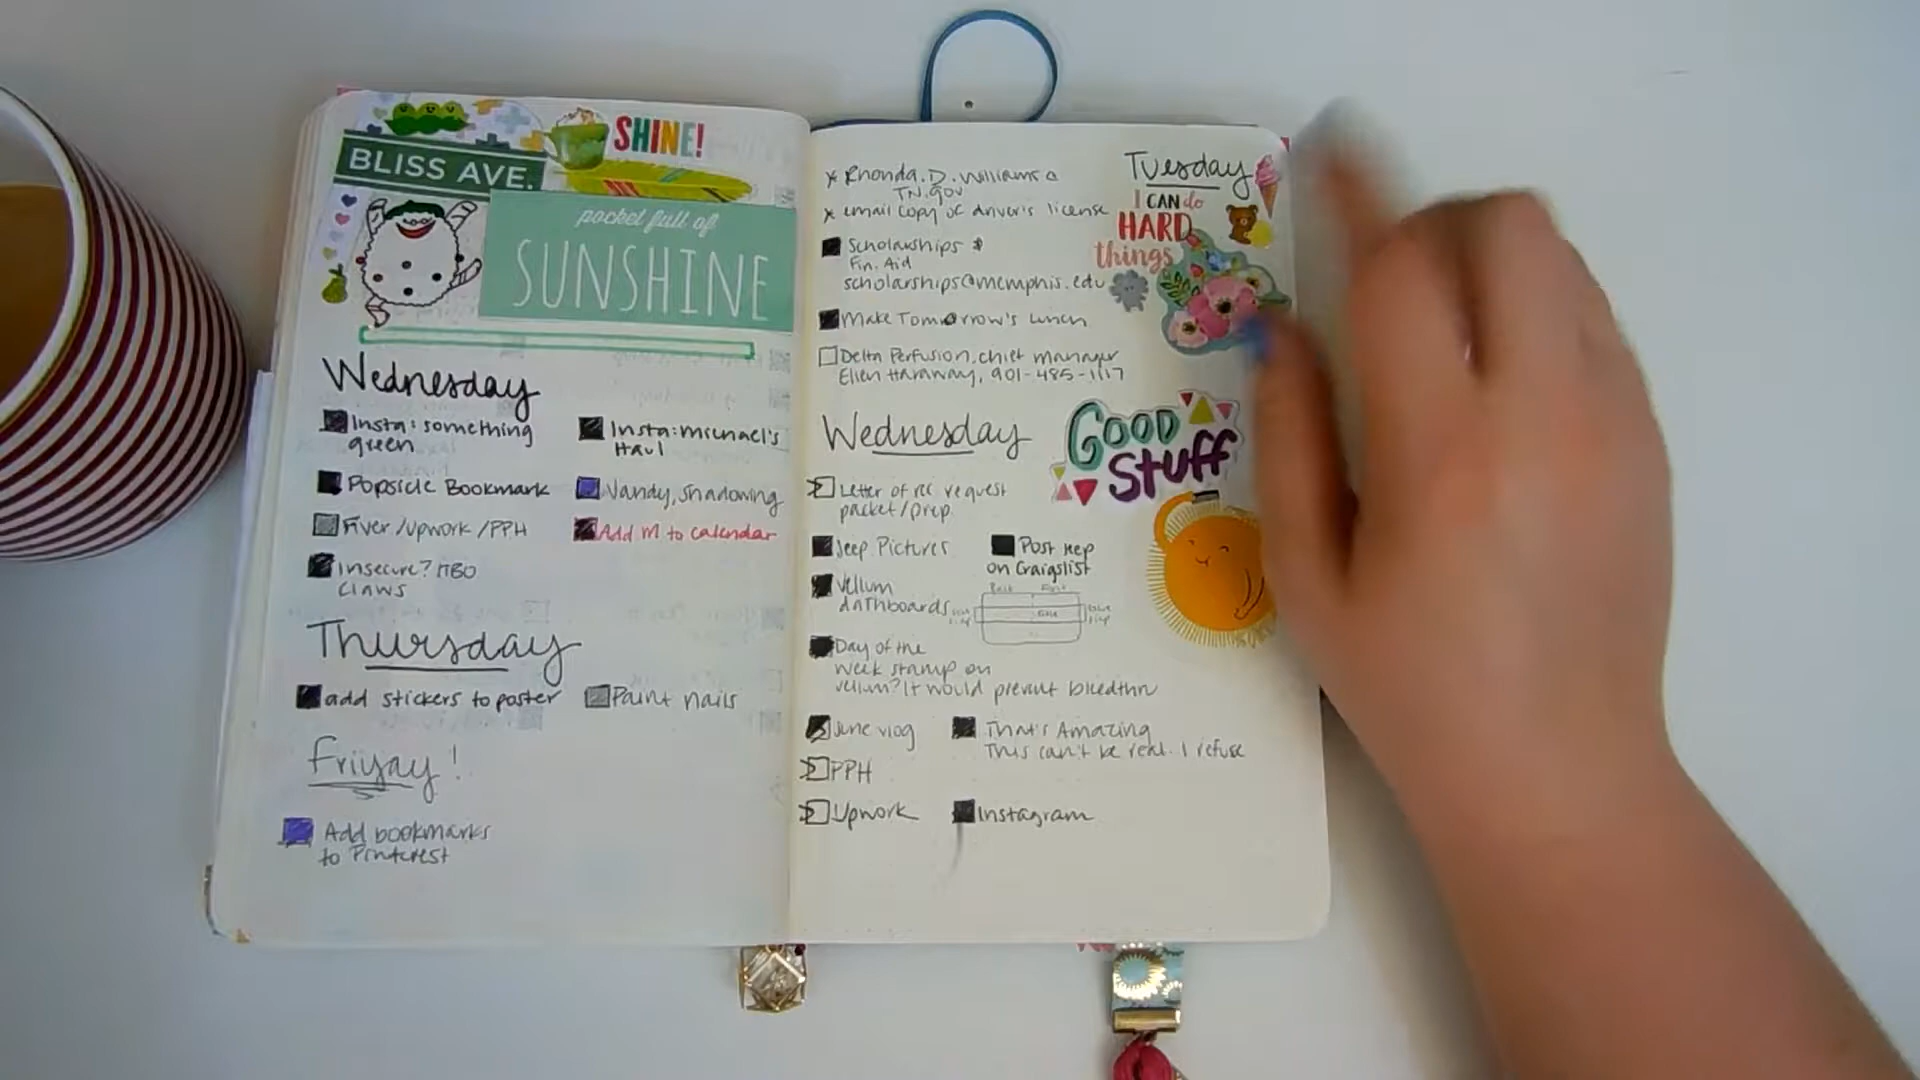 SHINE!
BLISS AVE.
pocket full of
SUNSHINE
Wednesday
Insta: something
green
Insta: michael's
Haul
Popsicle Bookmark
Vandy, shadowing
Fiver/upwork/PPH
Add M to calendar
Insecure? HBO
Claws
Thursday
add stickers to poster
Paint nails
Friyay!
Add bookmarks
to Pinterest
Tuesday
I CAN do
HARD
things
x Rhonda.D.Williams@
TN.gov
x email copy of driver's license
Scholarships &
Fin. Aid
scholarships@memphis.edu
Make Tomorrow's Lunch
Delta Perfusion, chief manager
Ellen Haraway, 901-485-1117
Wednesday
GOOD
Stuff
Letter of rec request
packet/prep
Jeep Pictures
Post Jeep
on Craigslist
Vellum
dathboards
Day of the
week stamp on
vellum? It would prevent bleedthru
June vlog
That's Amazing
This can't be real. I refuse
PPH
Upwork
Instagram